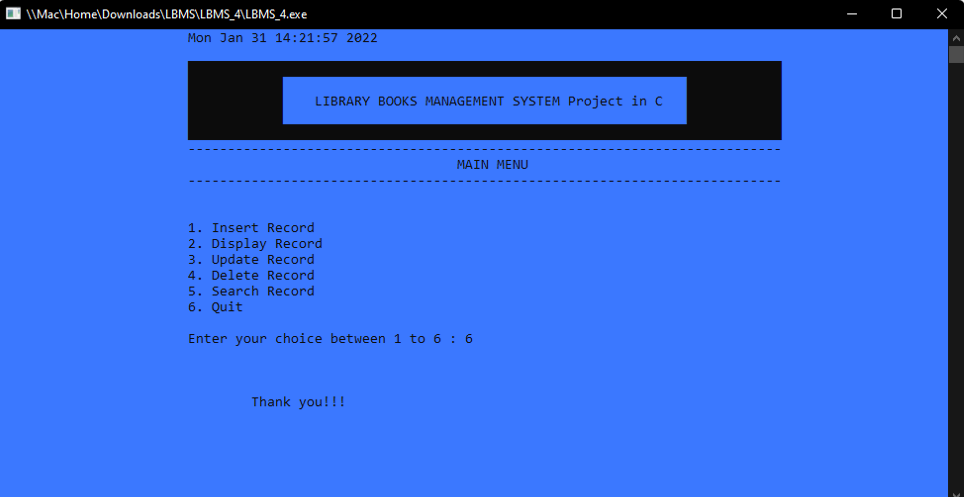 \\Mac\Home\Downloads\LBMS\LBMS_4\LBMS_4.exe
Mon Jan 31 14:21:57 2022
LIBRARY BOOKS MANAGEMENT SYSTEM Project in C
---------------------------------------------------------------------------
MAIN MENU
---------------------------------------------------------------------------
1. Insert Record
2. Display Record
3. Update Record
4. Delete Record
5. Search Record
6. Quit
Enter your choice between 1 to 6 : 6
Thank you!!!